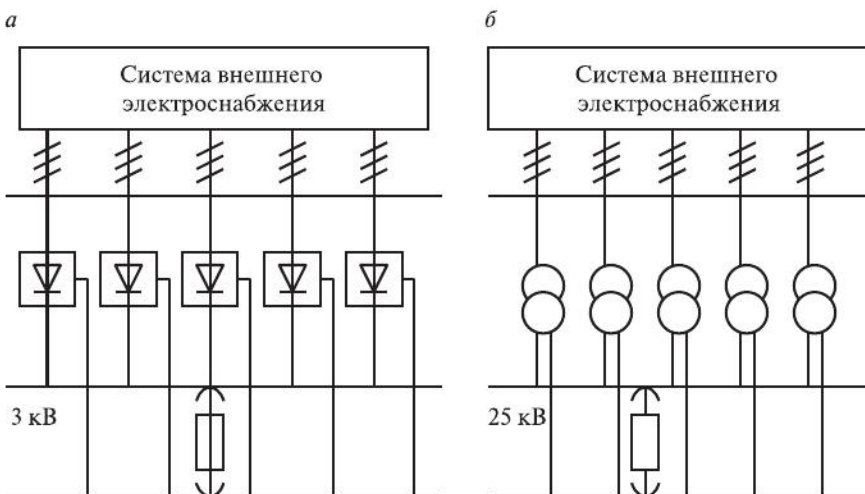 а
Система внешнего
электроснабжения
3 кВ
б
Система внешнего
электроснабжения
25 кВ